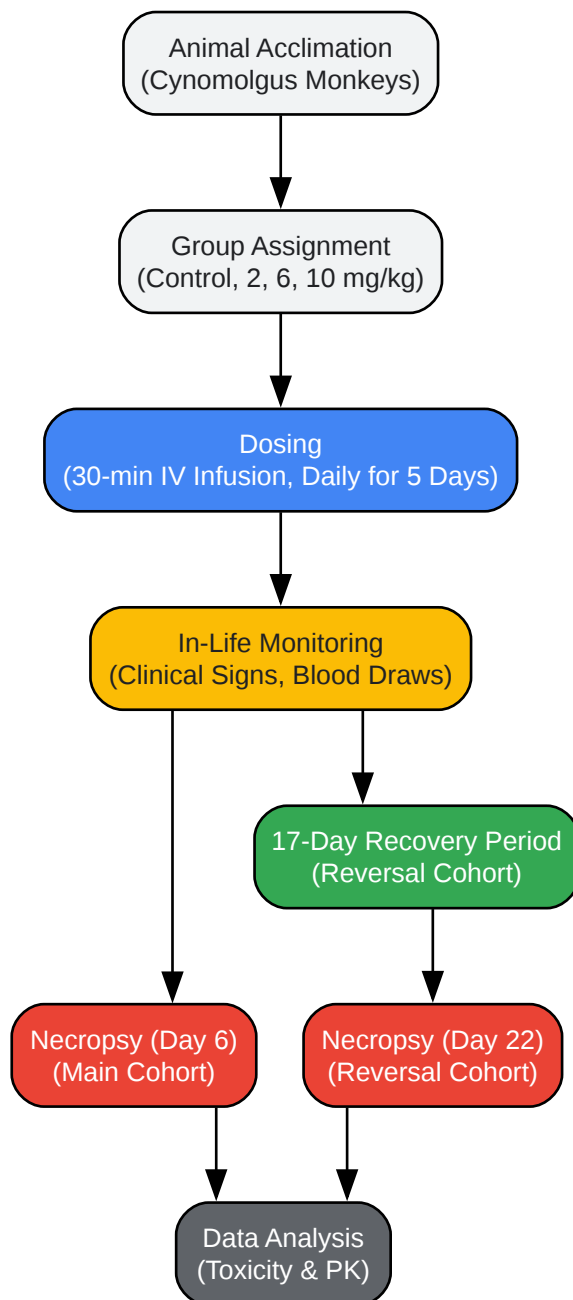 Animal Acclimation
(Cynomolgus Monkeys)
Group Assignment
(Control, 2, 6, 10 mg/kg)
Dosing
(30-min IV Infusion, Daily for 5 Days)
In-Life Monitoring
(Clinical Signs, Blood Draws)
17-Day Recovery Period
(Reversal Cohort)
Necropsy (Day 6)
(Main Cohort)
Necropsy (Day 22)
(Reversal Cohort)
Data Analysis
(Toxicity & PK)